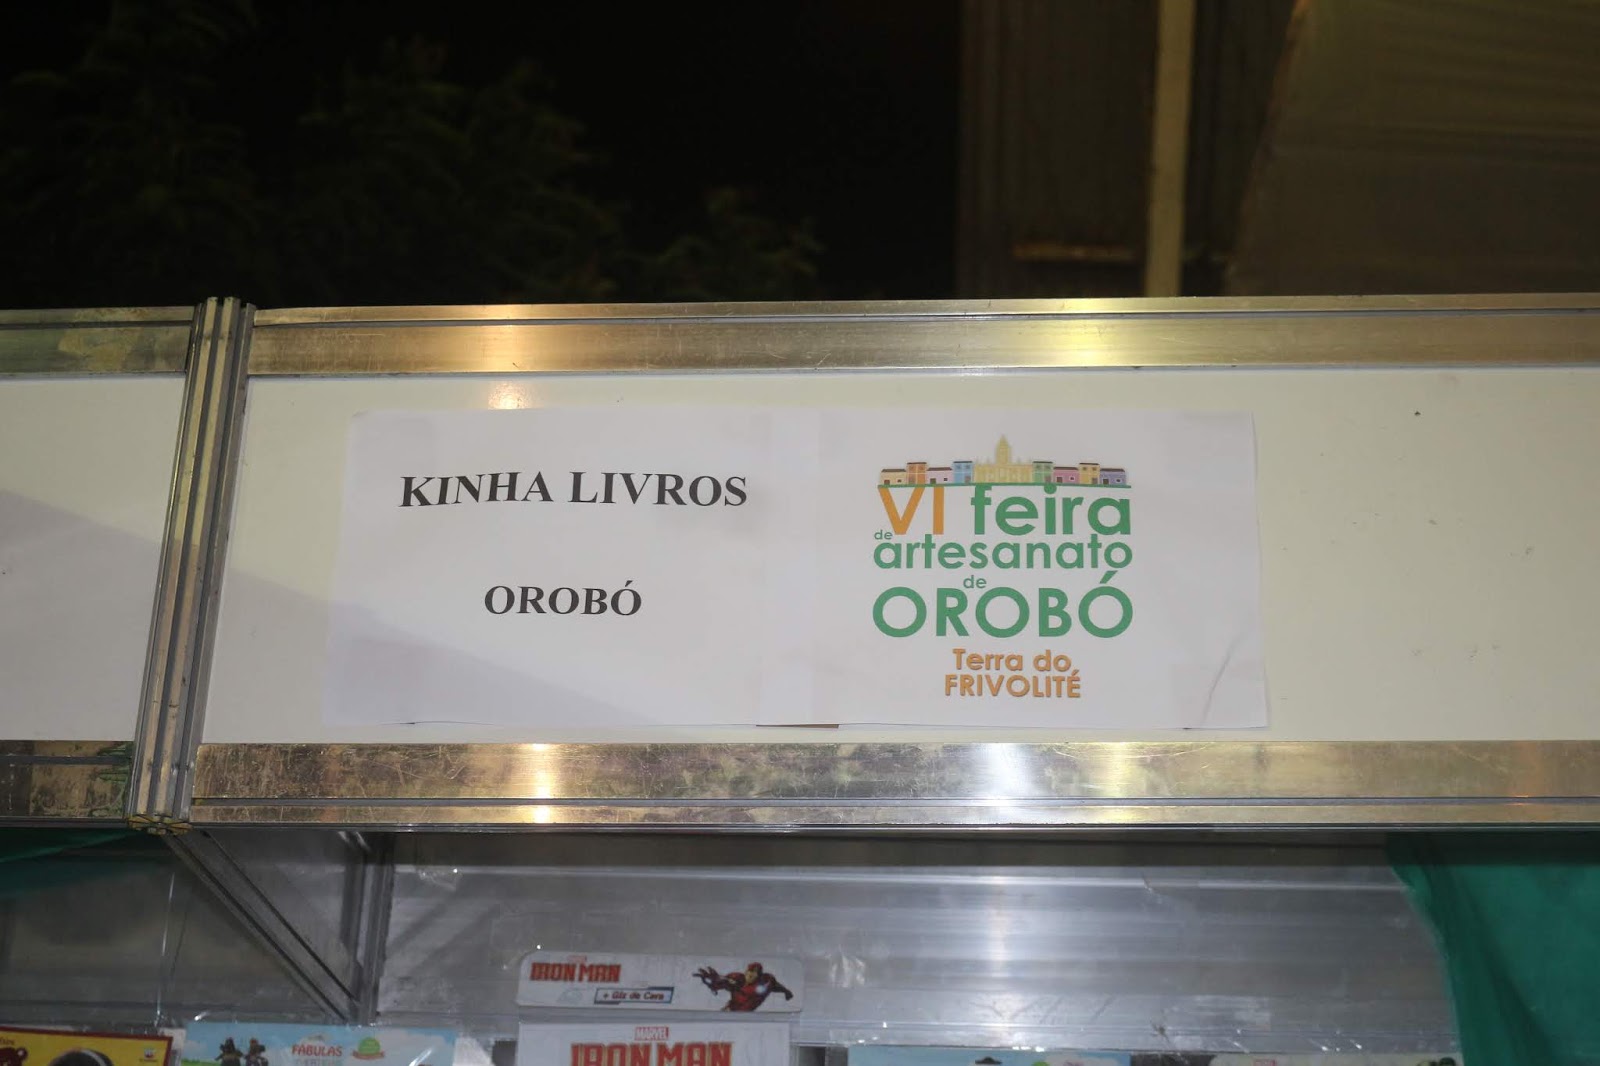 KINHA LIVROS
OROBÓ
VI feira
de artesanato
de
OROBÓ
Terra do
FRIVOLITÉ
IRON MAN
+ Giz de Cera
FÁBULAS
MARVEL
IRON MAN